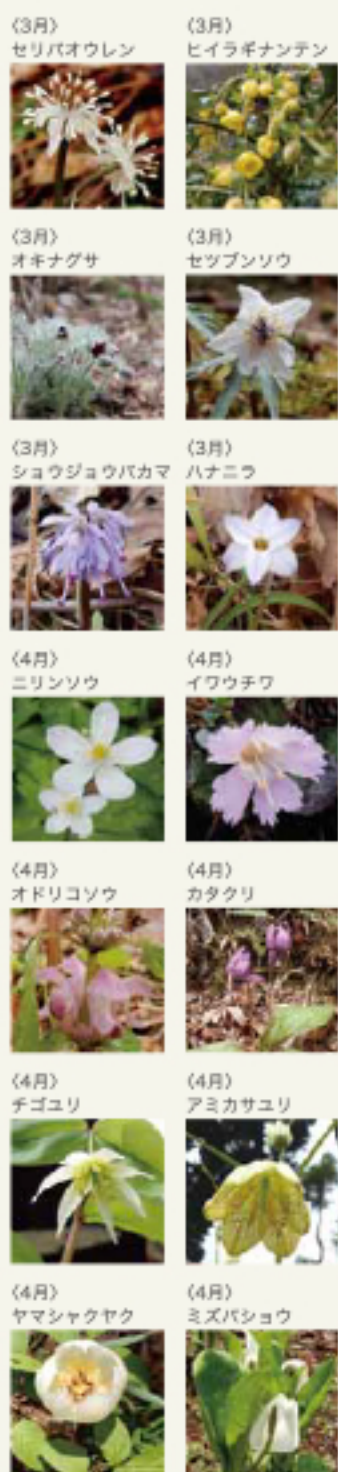 〈3月〉
セリバオウレン
〈3月〉
ヒイラギナンテン
〈3月〉
オキナグサ
〈3月〉
セツブンソウ
〈3月〉
ショウジョウバカマ
〈3月〉
ハナニラ
〈4月〉
ニリンソウ
〈4月〉
イワウチワ
〈4月〉
オドリコソウ
〈4月〉
カタクリ
〈4月〉
チゴユリ
〈4月〉
アミカサユリ
〈4月〉
ヤマシャクヤク
〈4月〉
ミズバショウ